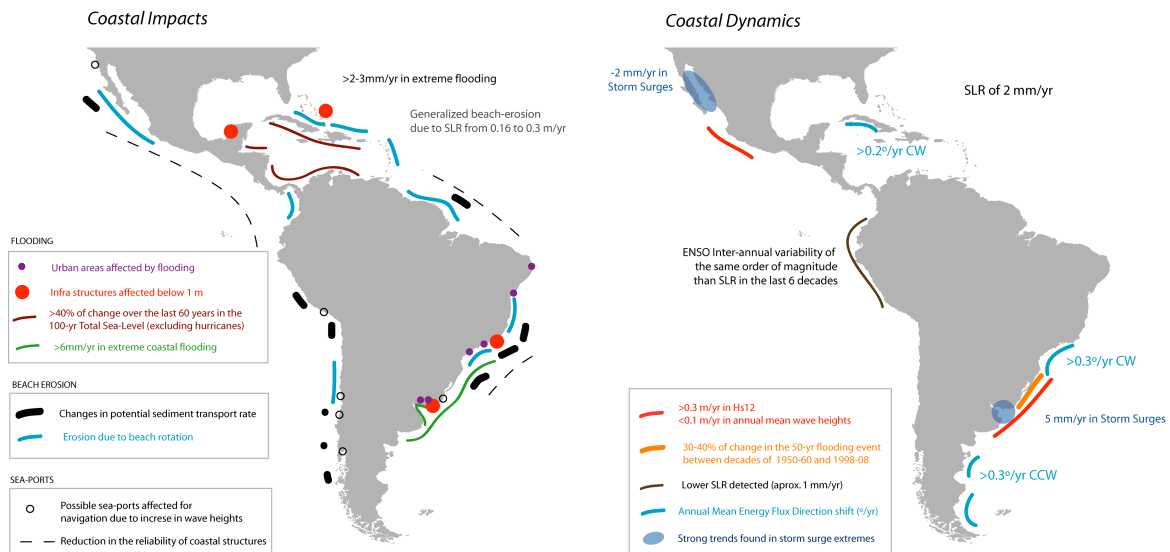 Coastal Impacts
>2-3mm/yr in extreme flooding
Generalized beach-erosion
due to SLR from 0.16 to 0.3 m/yr
FLOODING
Urban areas affected by flooding
Infra structures affected below 1 m
>40% of change over the last 60 years in the
100-yr Total Sea-Level (excluding hurricanes)
>6mm/yr in extreme coastal flooding
BEACH EROSION
Changes in potential sediment transport rate
Erosion due to beach rotation
SEA-PORTS
Possible sea-ports affected for
navigation due to increse in wave heights
Reduction in the reliability of coastal structures
Coastal Dynamics
-2 mm/yr in
Storm Surges
SLR of 2 mm/yr
>0.2º/yr CW
ENSO Inter-annual variability of
the same order of magnitude
than SLR in the last 6 decades
>0.3º/yr CW
5 mm/yr in Storm Surges
>0.3º/yr CCW
>0.3 m/yr in Hs12
<0.1 m/yr in annual mean wave heights
30-40% of change in the 50-yr flooding event
between decades of 1950-60 and 1998-08
Lower SLR detected (aprox. 1 mm/yr)
Annual Mean Energy Flux Direction shift (º/yr)
Strong trends found in storm surge extremes